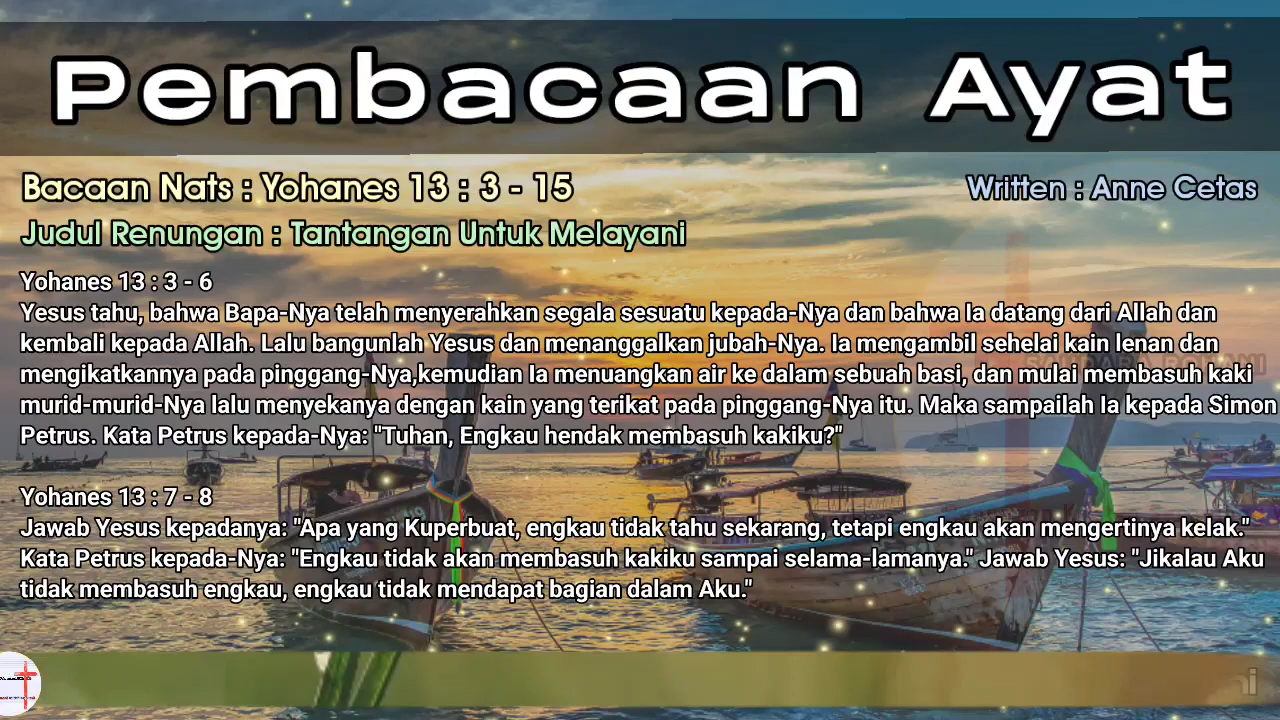 Pembacaan Ayat
Bacaan Nats : Yohanes 13 : 3 - 15
Written : Anne Cetas
Judul Renungan : Tantangan Untuk Melayani
Yohanes 13 : 3 - 6
Yesus tahu, bahwa Bapa-Nya telah menyerahkan segala sesuatu kepada-Nya dan bahwa Ia datang dari Allah dan
kembali kepada Allah. Lalu bangunlah Yesus dan menanggalkan jubah-Nya. Ia mengambil sehelai kain lenan dan
mengikatkannya pada pinggang-Nya,kemudian Ia menuangkan air ke dalam sebuah basi, dan mulai membasuh kaki
murid-murid-Nya lalu menyekanya dengan kain yang terikat pada pinggang-Nya itu. Maka sampailah Ia kepada Simon
Petrus. Kata Petrus kepada-Nya: "Tuhan, Engkau hendak membasuh kakiku?"
Yohanes 13 : 7 - 8
Jawab Yesus kepadanya: "Apa yang Kuperbuat, engkau tidak tahu sekarang, tetapi engkau akan mengertinya kelak."
Kata Petrus kepada-Nya: "Engkau tidak akan membasuh kakiku sampai selama-lamanya." Jawab Yesus: "Jikalau Aku
tidak membasuh engkau, engkau tidak mendapat bagian dalam Aku."